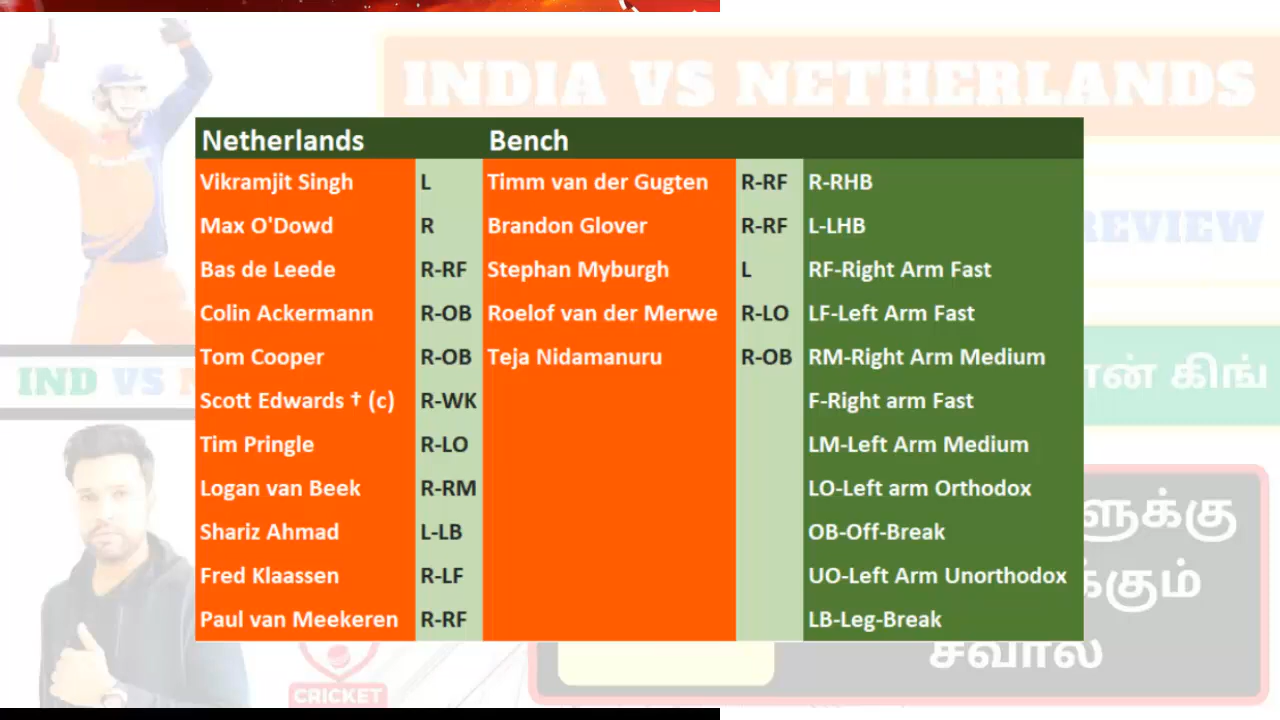 INDIA VS NETHERLANDS
Netherlands Bench
Vikramjit Singh L Timm van der Gugten R-RF R-RHB
Max O'Dowd R Brandon Glover R-RF L-LHB
Bas de Leede R-RF Stephan Myburgh L RF-Right Arm Fast
Colin Ackermann R-OB Roelof van der Merwe R-LO LF-Left Arm Fast
Tom Cooper R-OB Teja Nidamanuru R-OB RM-Right Arm Medium
Scott Edwards † (c) R-WK F-Right arm Fast
Tim Pringle R-LO LM-Left Arm Medium
Logan van Beek R-RM LO-Left arm Orthodox
Shariz Ahmad L-LB OB-Off-Break
Fred Klaassen R-LF UO-Left Arm Unorthodox
Paul van Meekeren R-RF LB-Leg-Break
IND VS
கிங்
சவால்
CRICKET